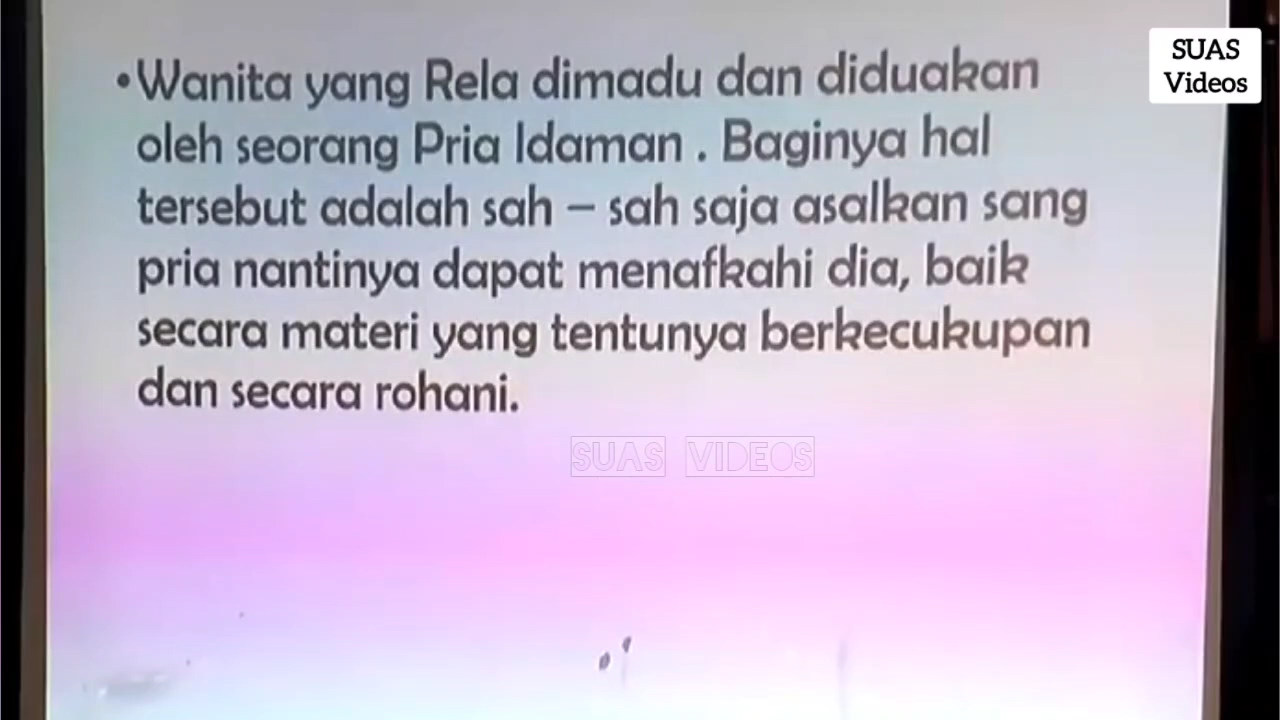 SUAS
Videos
•Wanita yang Rela dimadu dan diduakan
oleh seorang Pria Idaman . Baginya hal
tersebut adalah sah – sah saja asalkan sang
pria nantinya dapat menafkahi dia, baik
secara materi yang tentunya berkecukupan
dan secara rohani.
SUAS VIDEOS